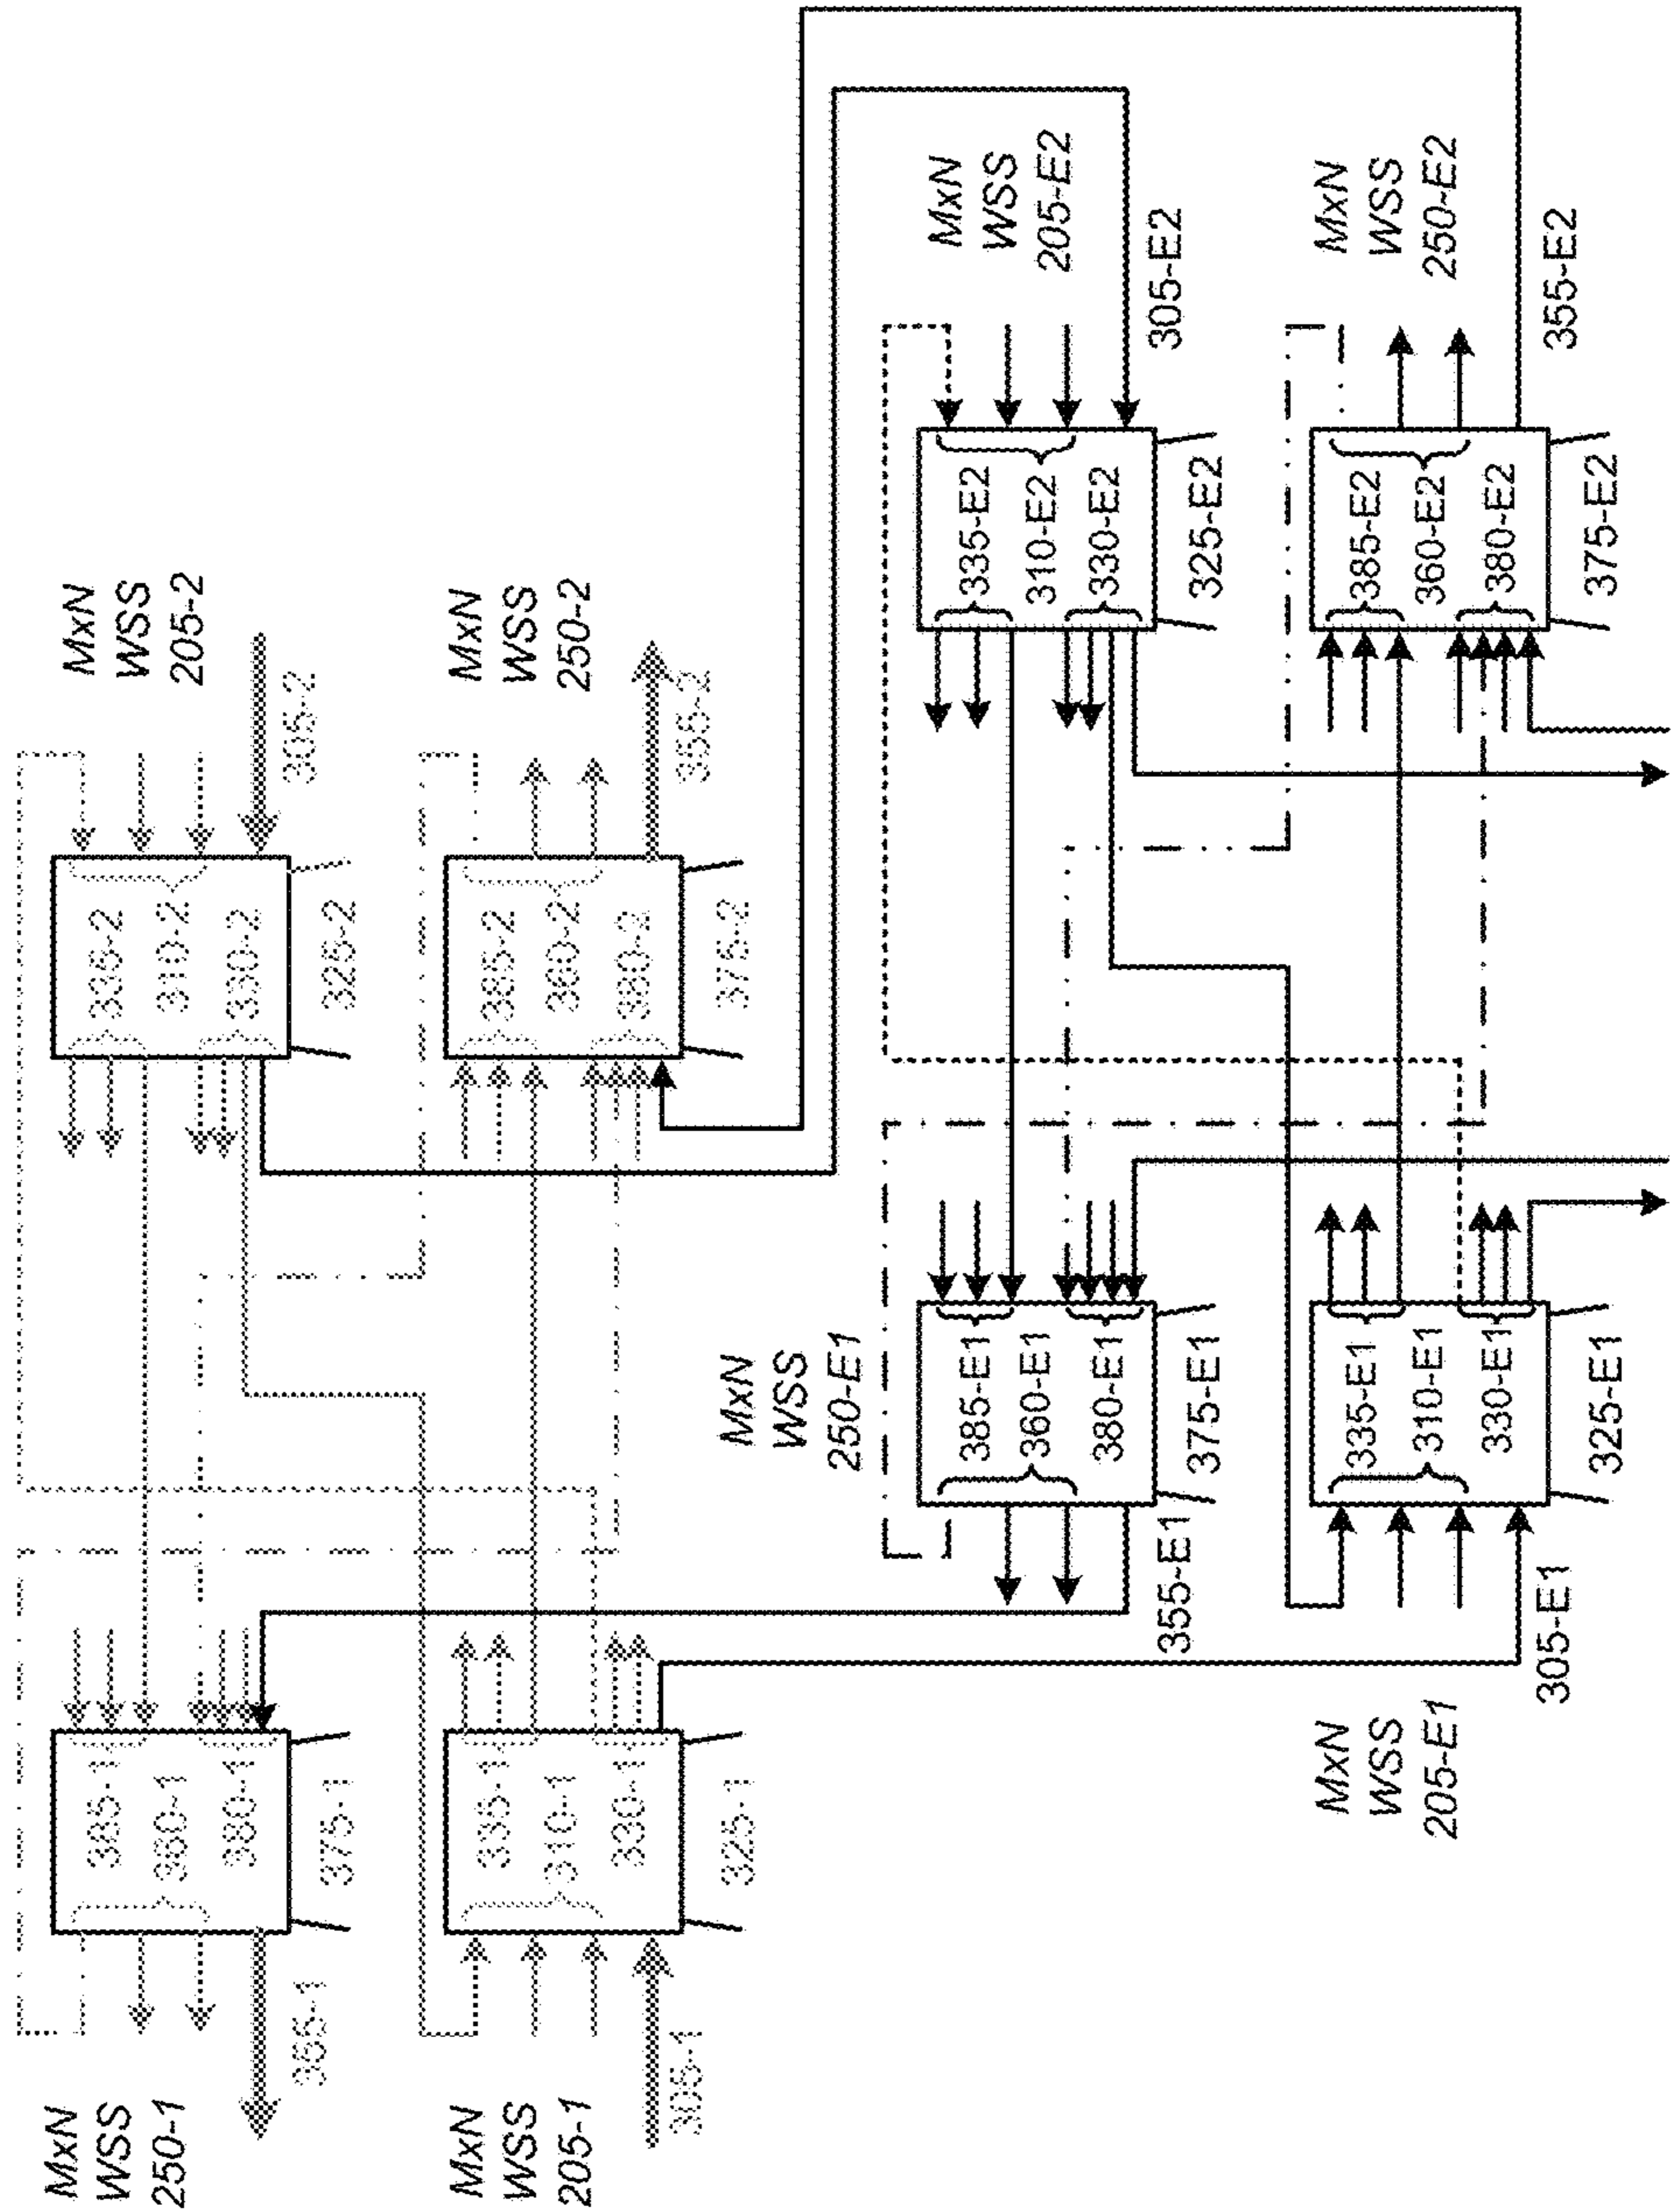 MxN
WSS
250-1
355-1
385-1
360-1
380-1
375-1
335-2
310-2
330-2
325-2
305-2
MxN
WSS
205-2
MxN
WSS
205-1
305-1
335-1
310-1
330-1
325-1
385-2
360-2
380-2
375-2
355-2
MxN
WSS
250-2
MxN
WSS
250-E1
385-E1
360-E1
380-E1
375-E1
355-E1
335-E2
310-E2
330-E2
325-E2
MxN
WSS
205-E2
305-E2
MxN
WSS
205-E1
305-E1
335-E1
310-E1
330-E1
325-E1
385-E2
360-E2
380-E2
375-E2
MxN
WSS
250-E2
355-E2